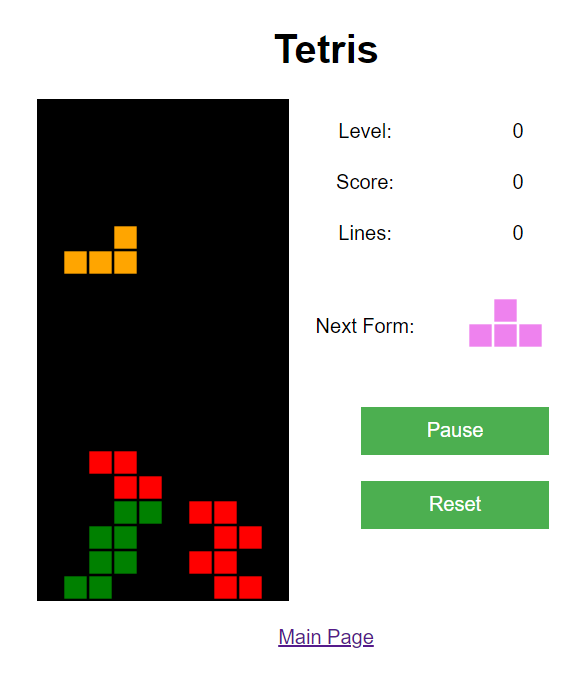 Tetris
Level: 0
Score: 0
Lines: 0
Next Form:
Pause
Reset
Main Page